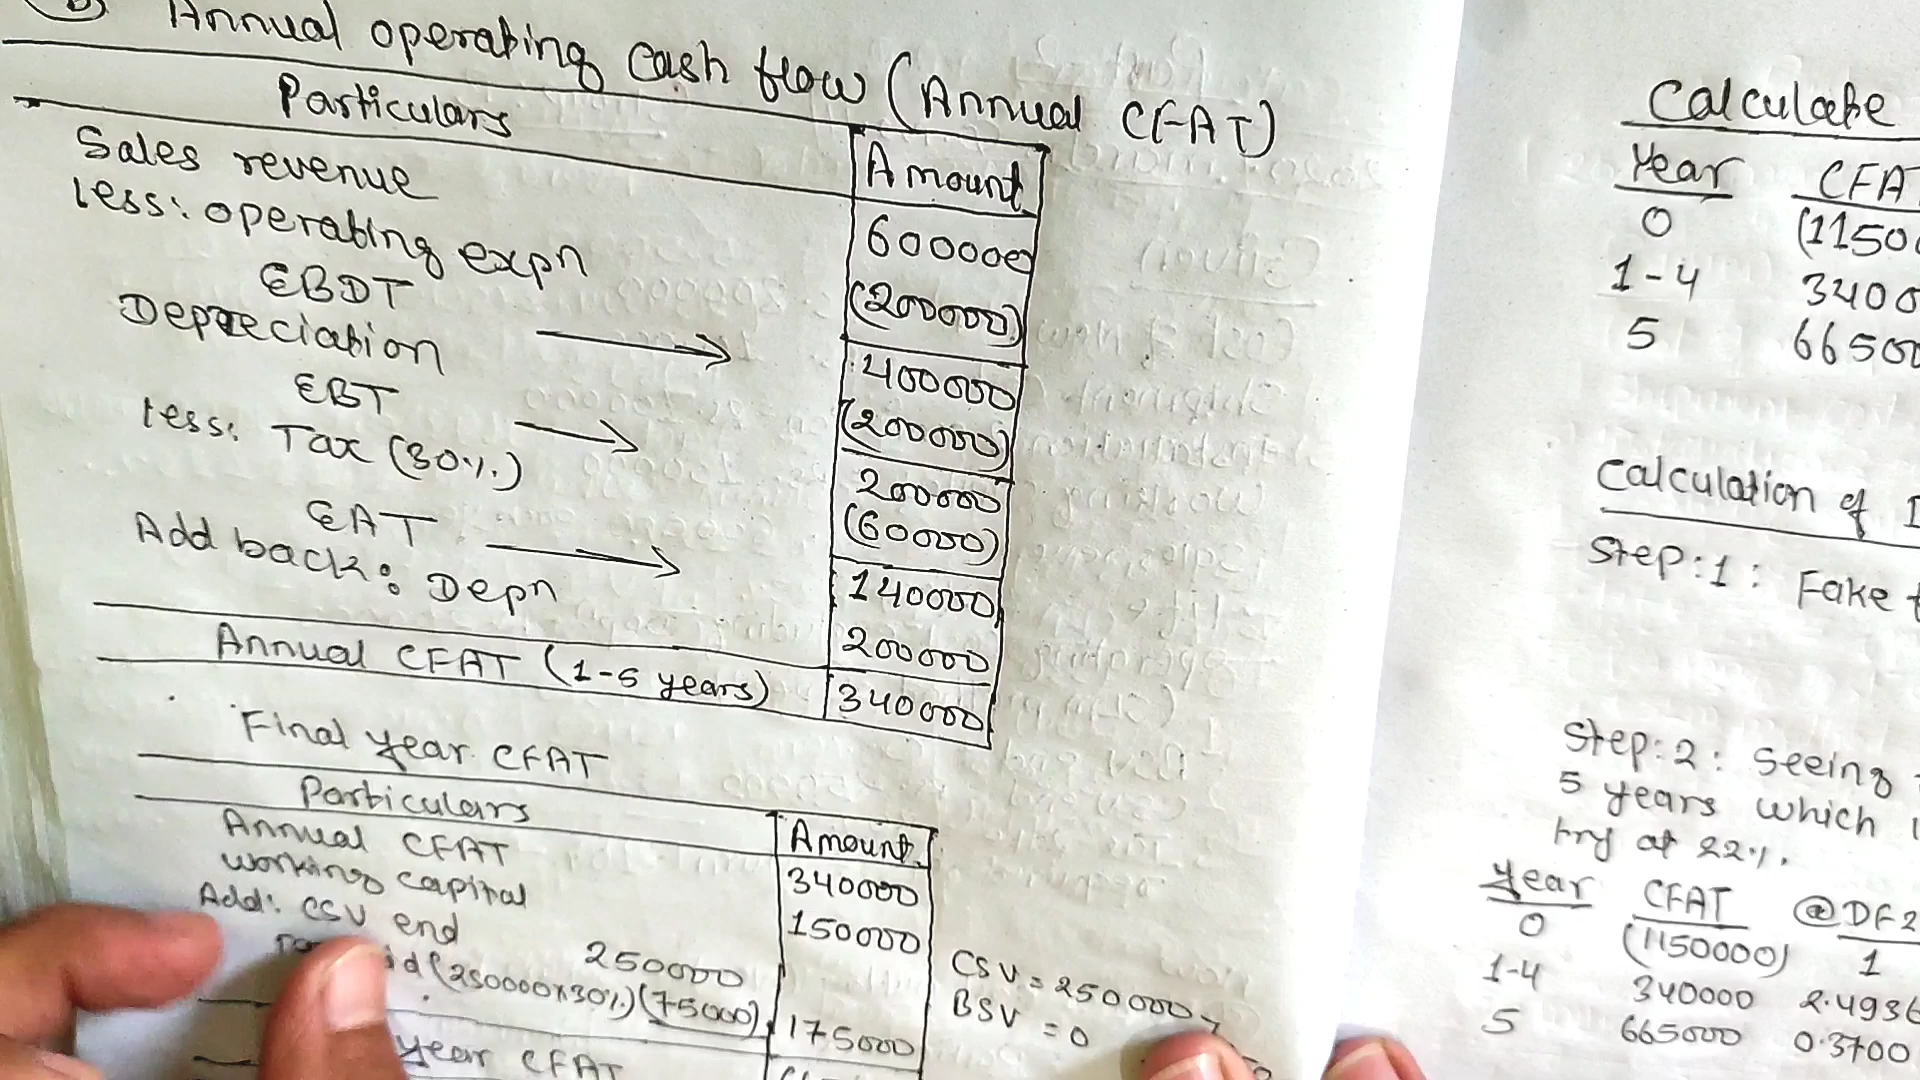 b) Annual operating cash flow (Annual CFAT)
Particulars Amount
Sales revenue 600000
less: operating expn (200000)
EBDT 400000
Depreciation (200000)
EBT 200000
less: Tax (30%) (60000)
EAT 140000
Add back: Depn 200000
Annual CFAT (1-5 years) 340000
Final year CFAT
Particulars Amount
Annual CFAT 340000
working capital 150000
Add: CSV end 250000
(250000x30%) (75000) 175000
year CFAT
CSV = 250000
BSV = 0
Calculate
Year CFAT
0 (1150
1-4 3400
5 66500
Calculation of
Step:1: Fake
Step:2: Seeing
5 years which
try at 22%.
Year CFAT @DF2
0 (1150000) 1
1-4 340000 2.4936
5 665000 0.3700